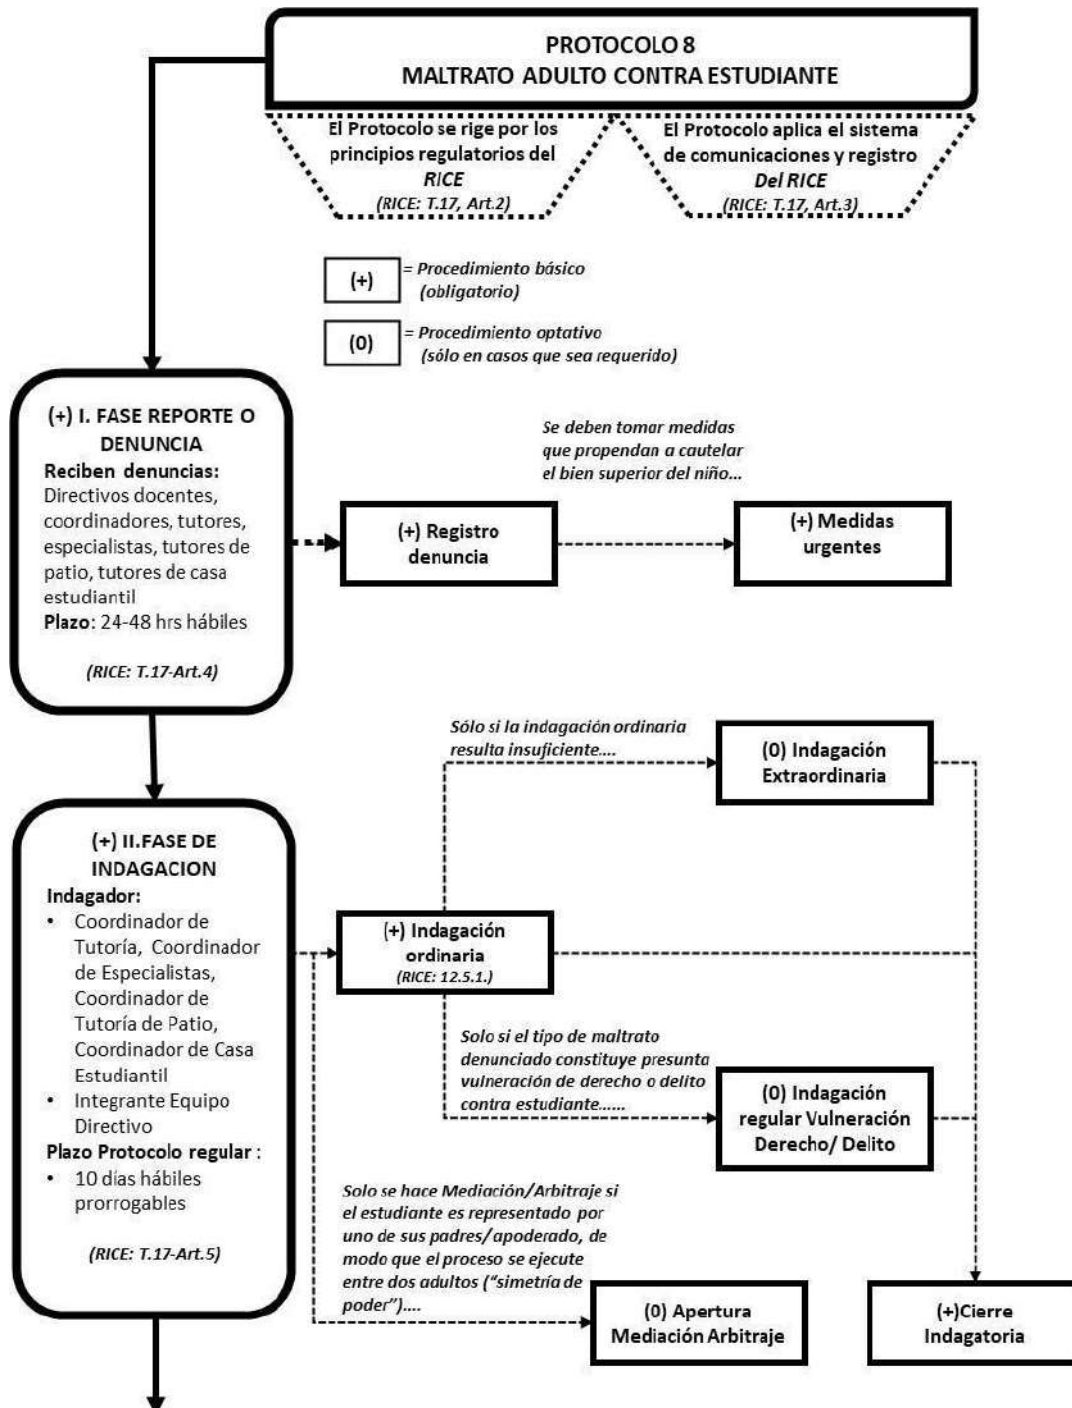 PROTOCOLO 8
MALTRATO ADULTO CONTRA ESTUDIANTE
El Protocolo se rige por los
principios regulatorios del
RICE
(RICE: T.17, Art.2)
El Protocolo aplica el sistema
de comunicaciones y registro
Del RICE
(RICE: T.17, Art.3)
(+)
= Procedimiento básico
(obligatorio)
(0)
= Procedimiento optativo
(sólo en casos que sea requerido)
(+) I. FASE REPORTE O
DENUNCIA
Reciben denuncias:
Directivos docentes,
coordinadores, tutores,
especialistas, tutores de
patio, tutores de casa
estudiantil
Plazo: 24-48 hrs hábiles
(RICE: T.17-Art.4)
(+) Registro
denuncia
Se deben tomar medidas
que propendan a cautelar
el bien superior del niño...
(+) Medidas
urgentes
(+) II.FASE DE
INDAGACION
Indagador:
• Coordinador de
Tutoría, Coordinador
de Especialistas,
Coordinador de
Tutoría de Patio,
Coordinador de Casa
Estudiantil
• Integrante Equipo
Directivo
Plazo Protocolo regular :
• 10 días hábiles
prorrogables
(RICE: T.17-Art.5)
Sólo si la indagación ordinaria
resulta insuficiente....
(0) Indagación
Extraordinaria
(+) Indagación
ordinaria
(RICE: 12.5.1.)
Solo si el tipo de maltrato
denunciado constituye presunta
vulneración de derecho o delito
contra estudiante......
(0) Indagación
regular Vulneración
Derecho/ Delito
Solo se hace Mediación/Arbitraje si
el estudiante es representado por
uno de sus padres/apoderado, de
modo que el proceso se ejecute
entre dos adultos (“simetría de
poder”)....
(0) Apertura
Mediación Arbitraje
(+)Cierre
Indagatoria